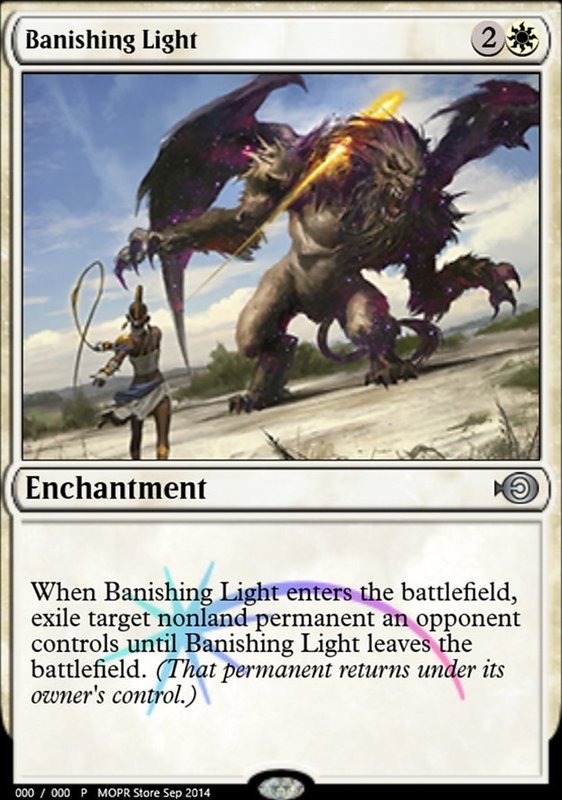 Banishing Light 2
Enchantment
When Banishing Light enters the battlefield,
exile target nonland permanent an opponent
controls until Banishing Light leaves the
battlefield. (That permanent returns under its
owner's control.)
000 / 000 P MOPR Store Sep 2014